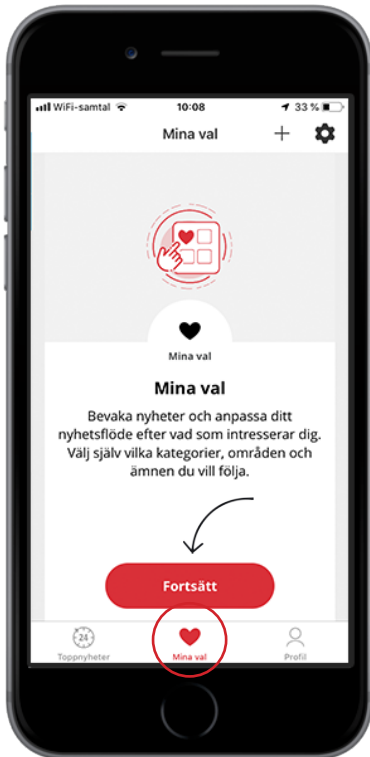 WiFi-samtal
10:08
33 %
Mina val
Mina val
Mina val
Bevaka nyheter och anpassa ditt
nyhetsflöde efter vad som intresserar dig.
Välj själv vilka kategorier, områden och
ämnen du vill följa.
Fortsätt
24
Toppnyheter
Mina val
Profil